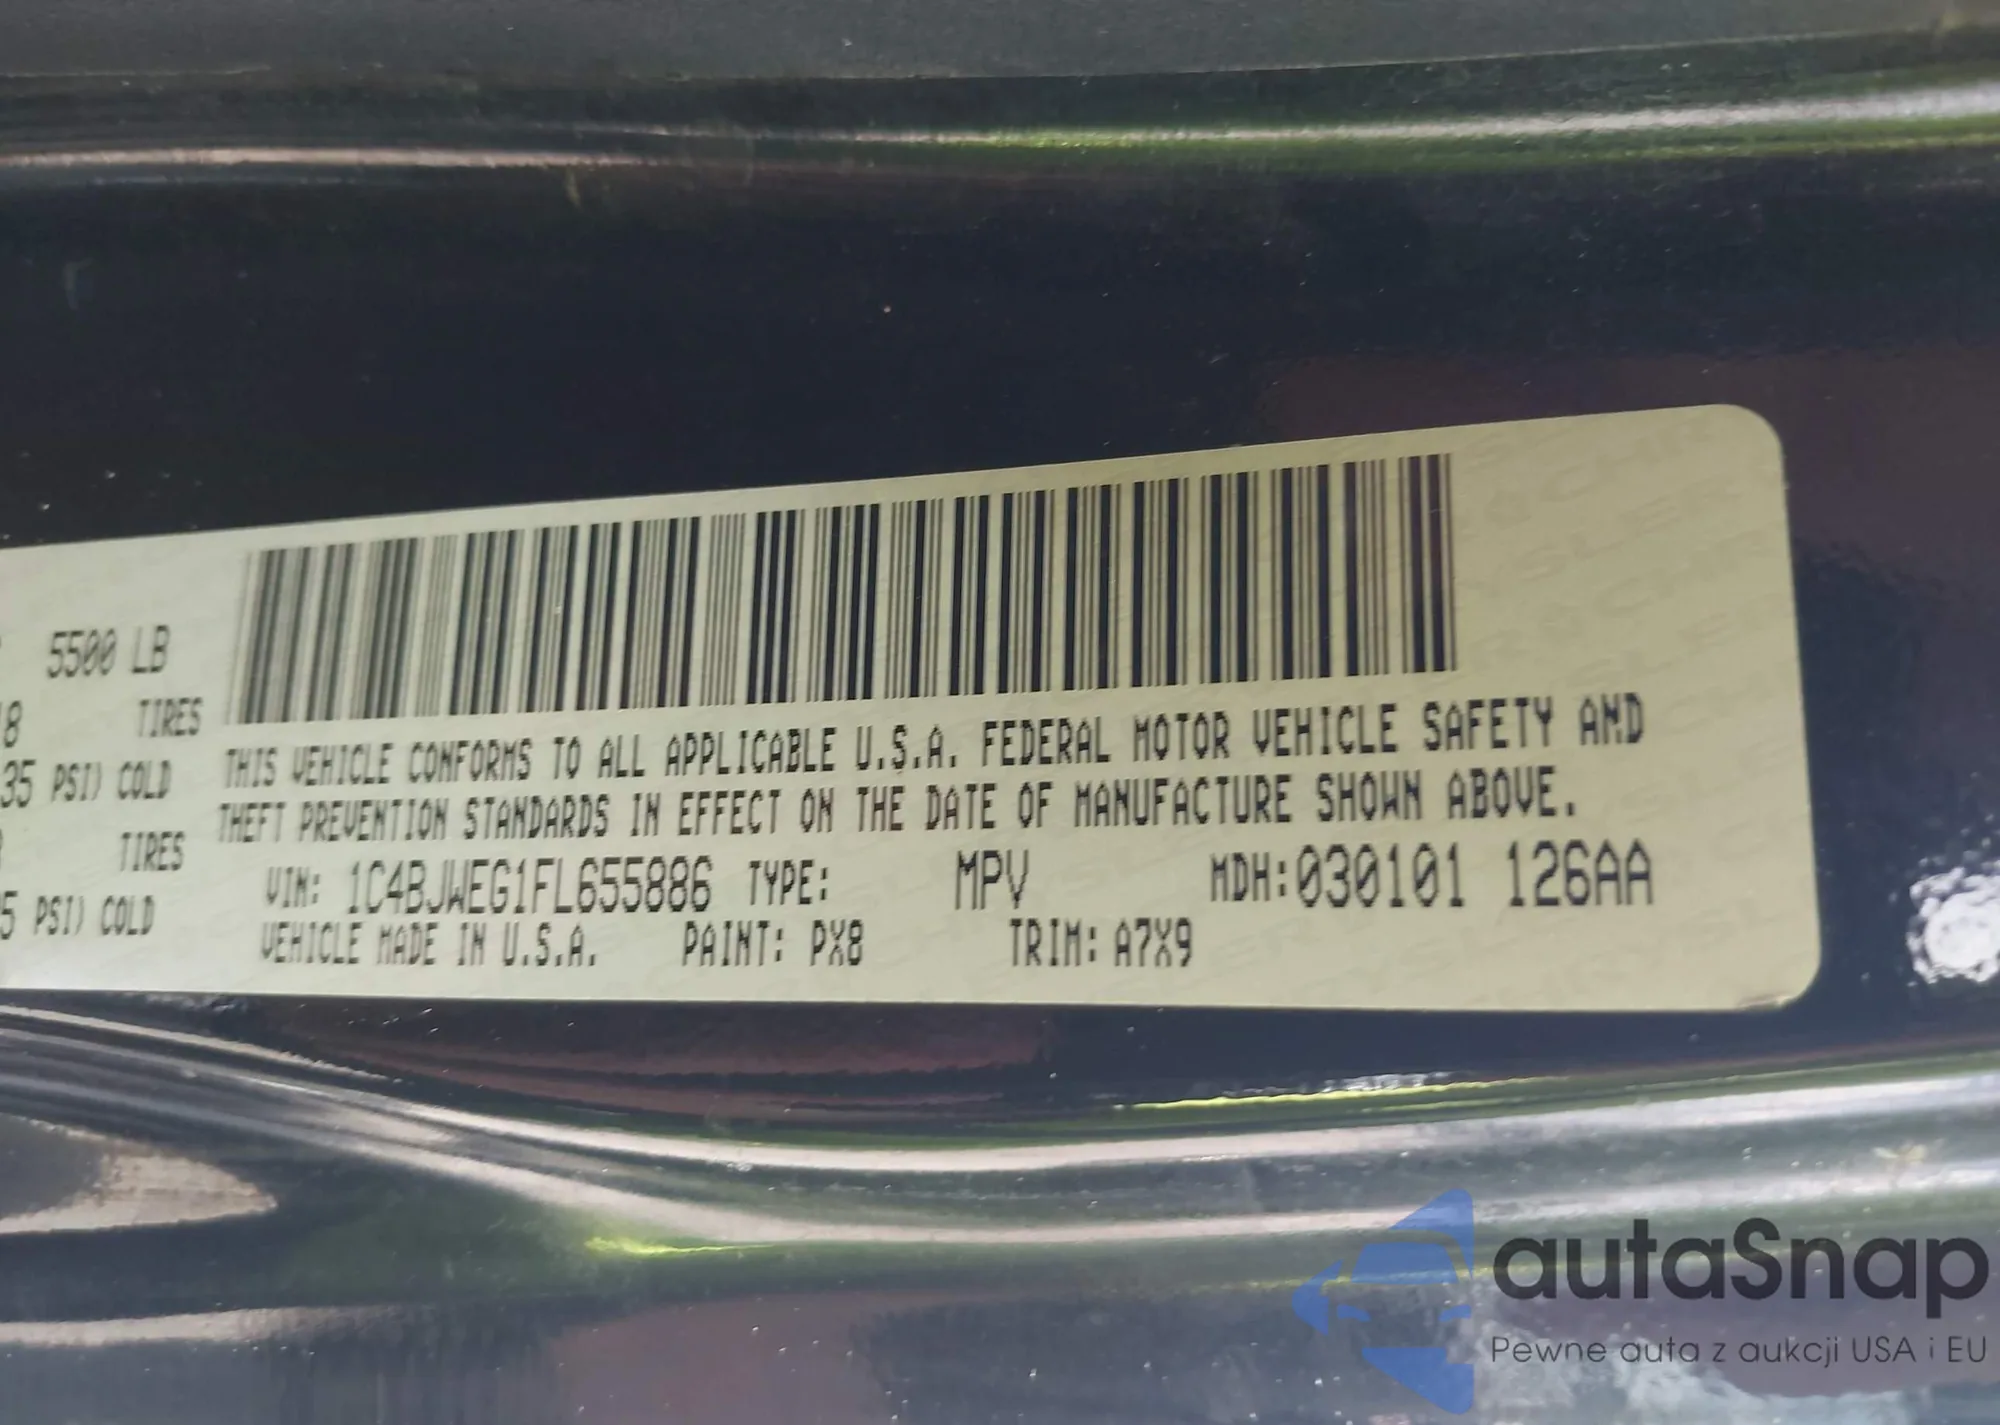 5500 LB
18 TIRES
35 PSI) COLD
TIRES
5 PSI) COLD
THIS VEHICLE CONFORMS TO ALL APPLICABLE U.S.A. FEDERAL MOTOR VEHICLE SAFETY AND
THEFT PREVENTION STANDARDS IN EFFECT ON THE DATE OF MANUFACTURE SHOWN ABOVE.
VIN: 1C4BJWEG1FL655886 TYPE: MPV MDH:030101 126AA
VEHICLE MADE IN U.S.A. PAINT: PX8 TRIM: A7X9
autaSnap
Pewne auta z aukcji USA i EU